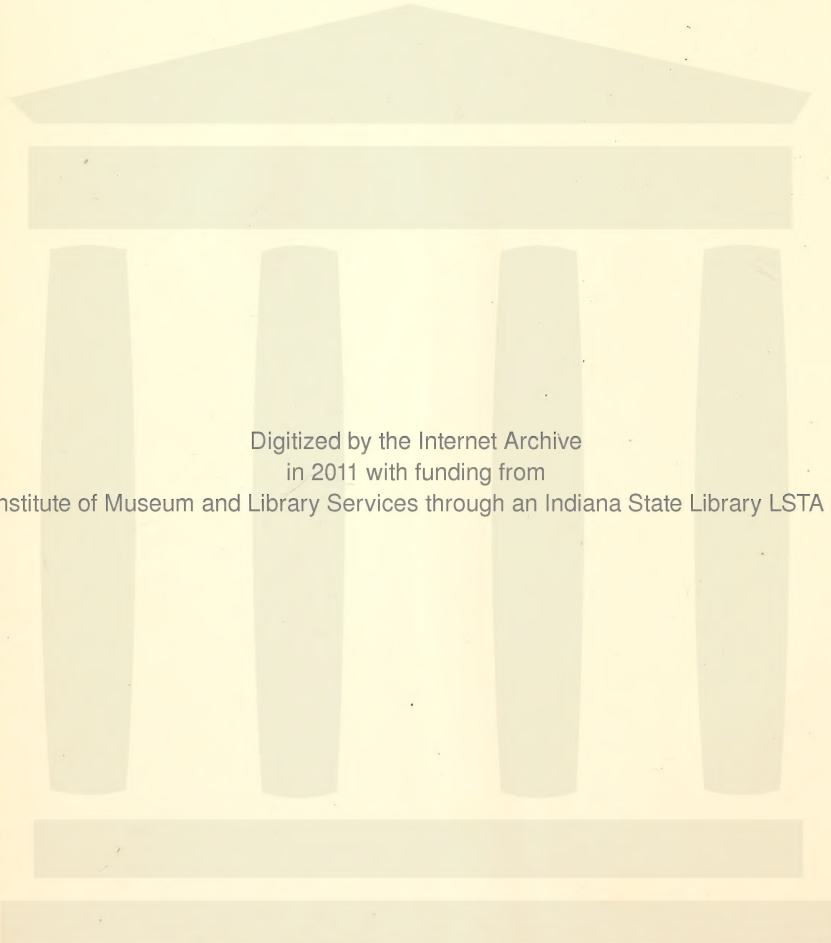 Digitized by the Internet Archive
in 2011 with funding from
nstitute of Museum and Library Services through an Indiana State Library LSTA